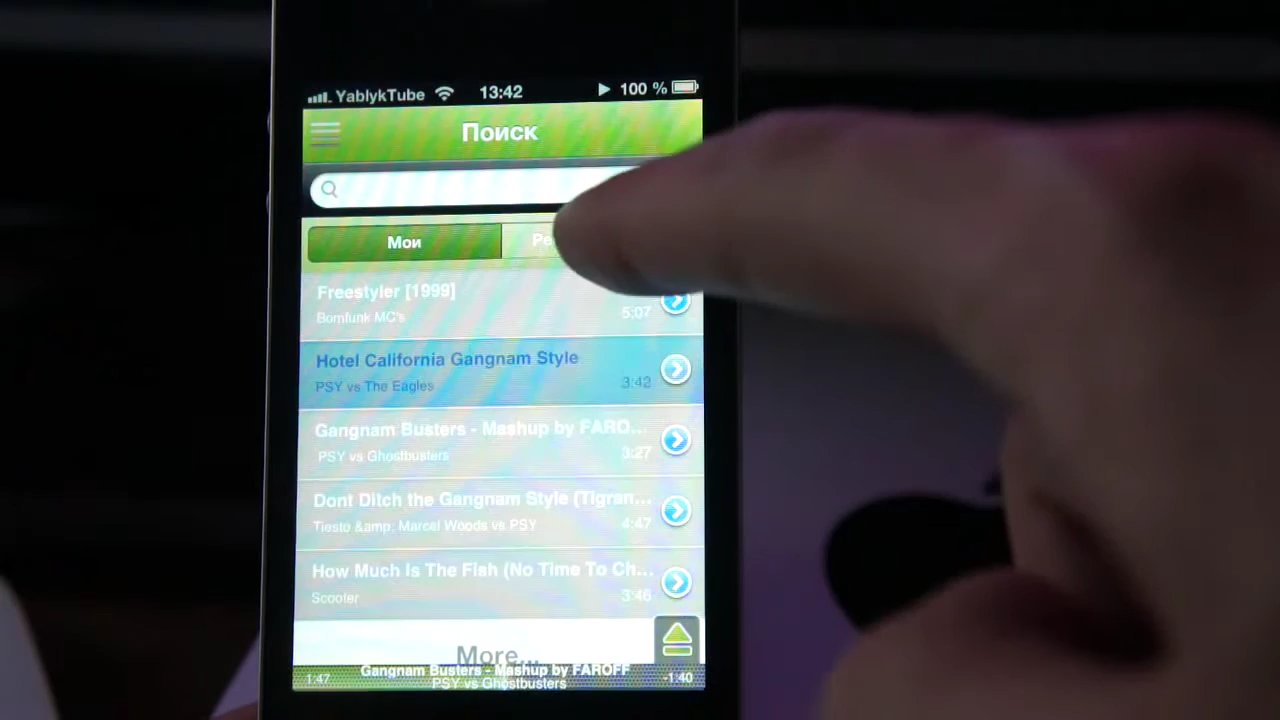 YablykTube 13:42 100 %
Поиск
Мои
Freestyler [1999]
Bomfunk MC's 5:07
Hotel California Gangnam Style
PSY vs The Eagles 3:42
Gangnam Busters - Mashup by FARO...
PSY vs Ghostbusters 3:27
Dont Ditch the Gangnam Style (Tigran...
Tiesto &amp; Marcel Woods vs PSY 4:47
How Much Is The Fish (No Time To Ch...
Scooter 3:46
More...
1:47 Gangnam Busters - Mashup by FAROFF -1:40
PSY vs Ghostbusters